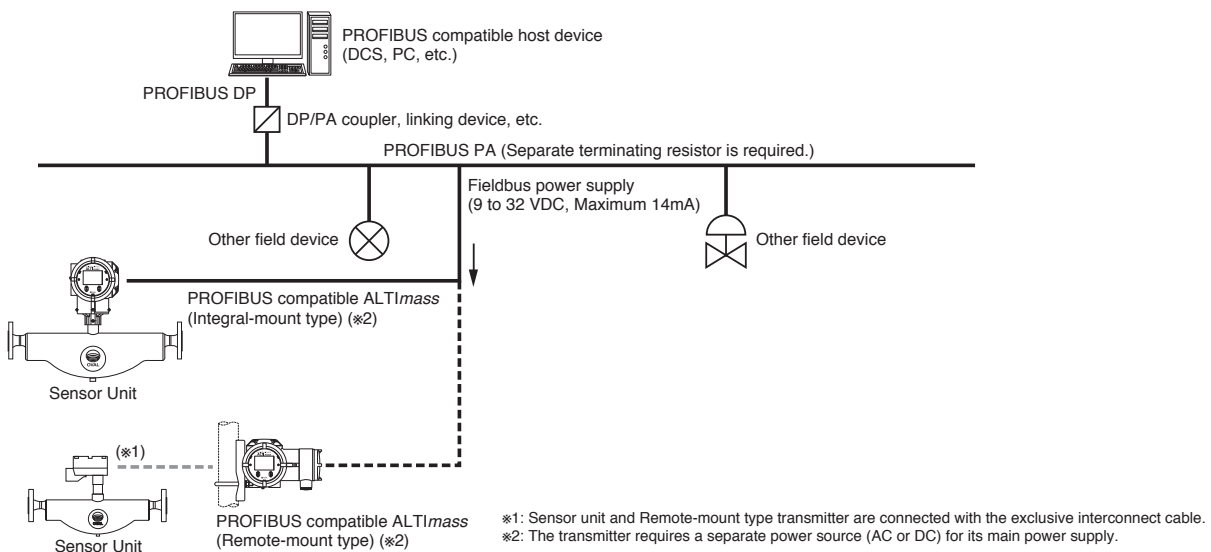 PROFIBUS compatible host device
(DCS, PC, etc.)
PROFIBUS DP
DP/PA coupler, linking device, etc.
PROFIBUS PA (Separate terminating resistor is required.)
Fieldbus power supply
(9 to 32 VDC, Maximum 14mA)
Other field device
Other field device
PROFIBUS compatible ALTImass
(Integral-mount type) (※2)
OVAL
Sensor Unit
(※1)
PROFIBUS compatible ALTImass
(Remote-mount type) (※2)
Sensor Unit
※1: Sensor unit and Remote-mount type transmitter are connected with the exclusive interconnect cable.
※2: The transmitter requires a separate power source (AC or DC) for its main power supply.